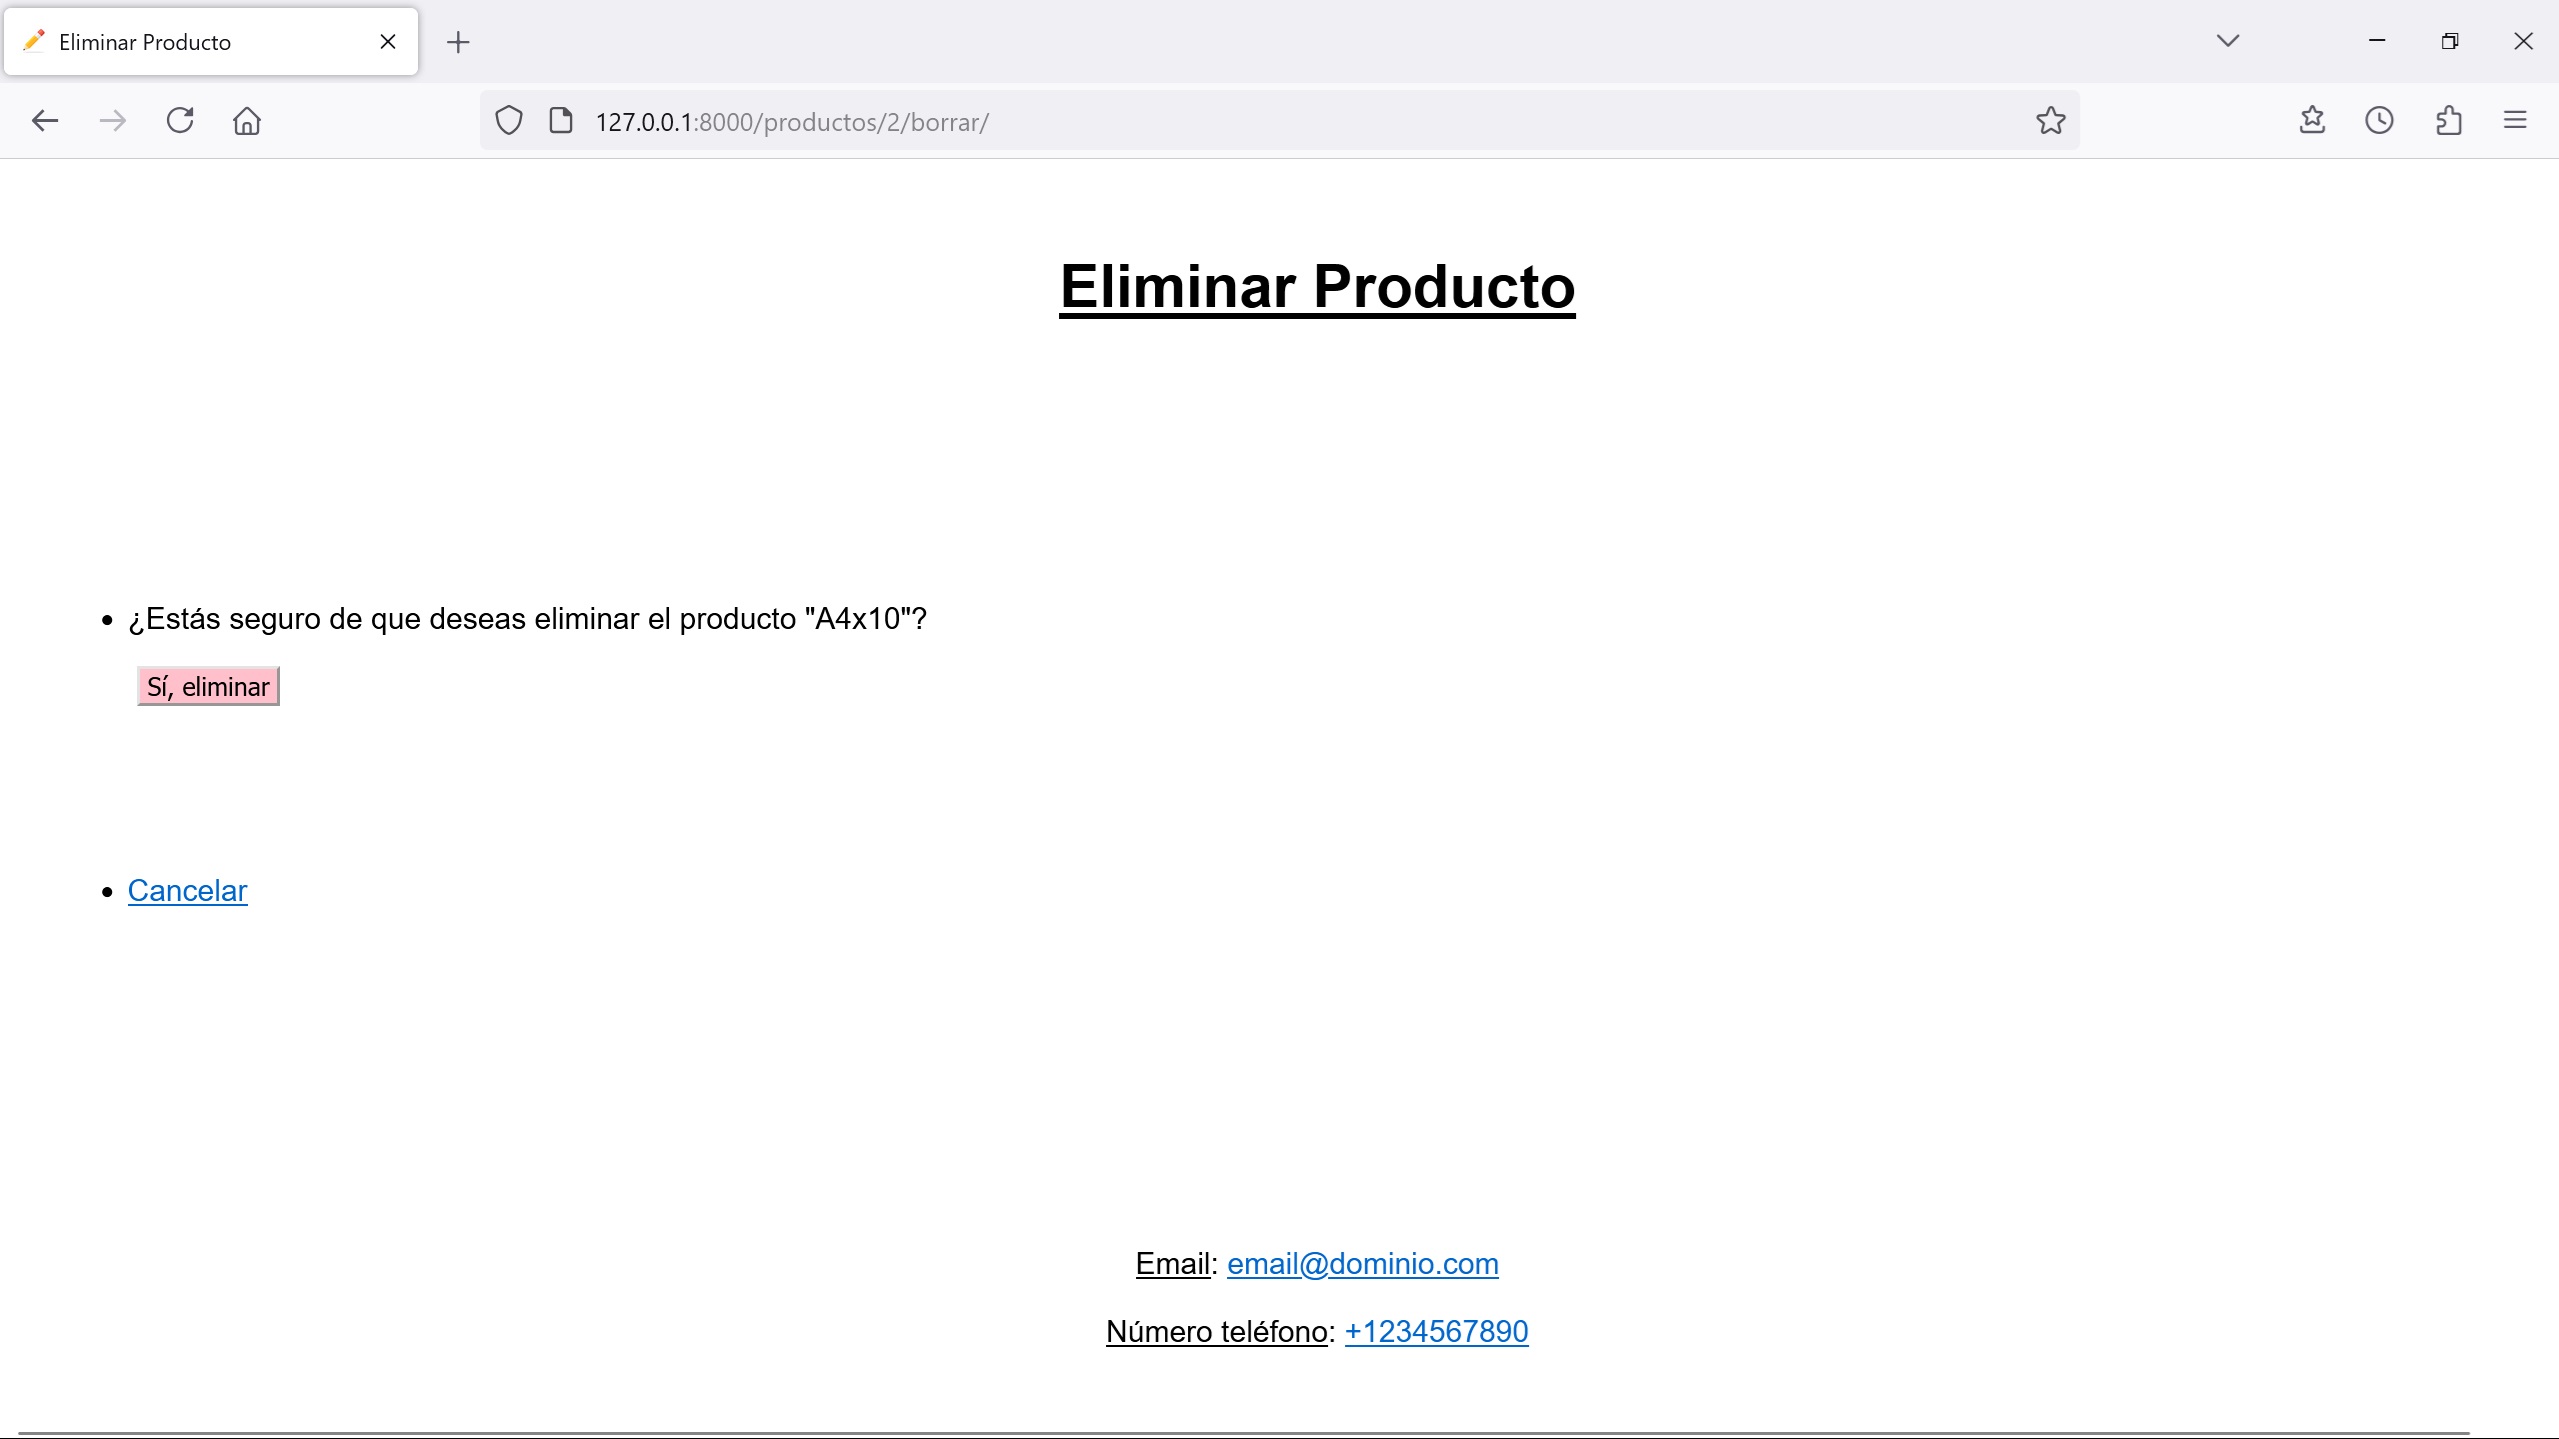 Eliminar Producto
127.0.0.1:8000/productos/2/borrar/
Eliminar Producto
¿Estás seguro de que deseas eliminar el producto "A4x10"?
Sí, eliminar
Cancelar
Email: email@dominio.com
Número teléfono: +1234567890